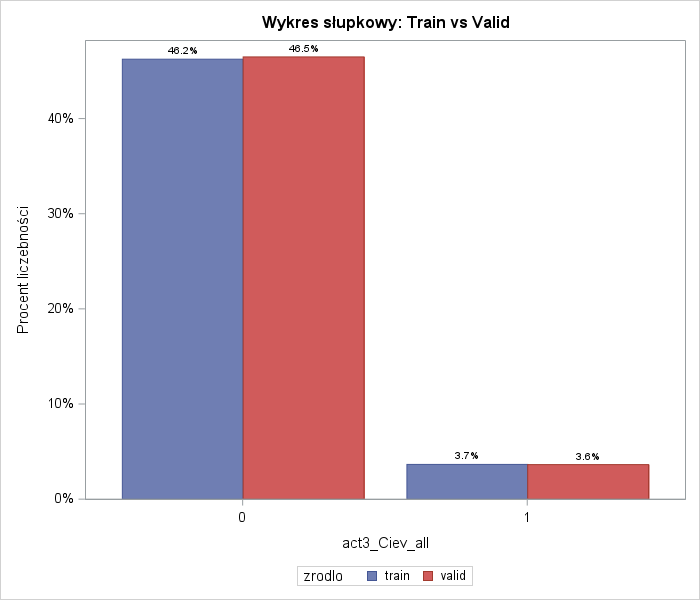 Wykres słupkowy: Train vs Valid
46.2%
46.5%
3.7%
3.6%
40%
30%
20%
10%
0%
Procent liczebności
0
1
act3_Ciev_all
zrodlo train valid